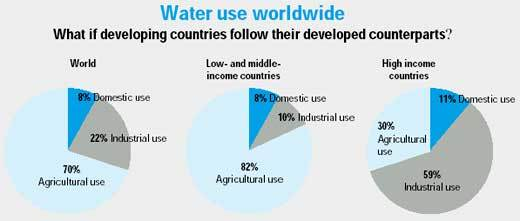 Water use worldwide
What if developing countries follow their developed counterparts?
World
8% Domestic use
22% Industrial use
70%
Agricultural use
Low- and middle-
income countries
8% Domestic use
10% Industrial use
82%
Agricultural use
High income
countries
11% Domestic use
30%
Agricultural
use
59%
Industrial use